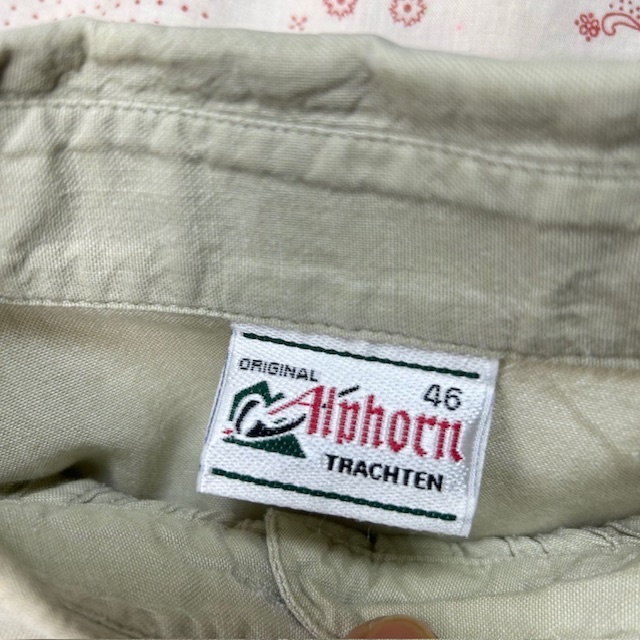 ORIGINAL
46
Alphorn
TRACHTEN